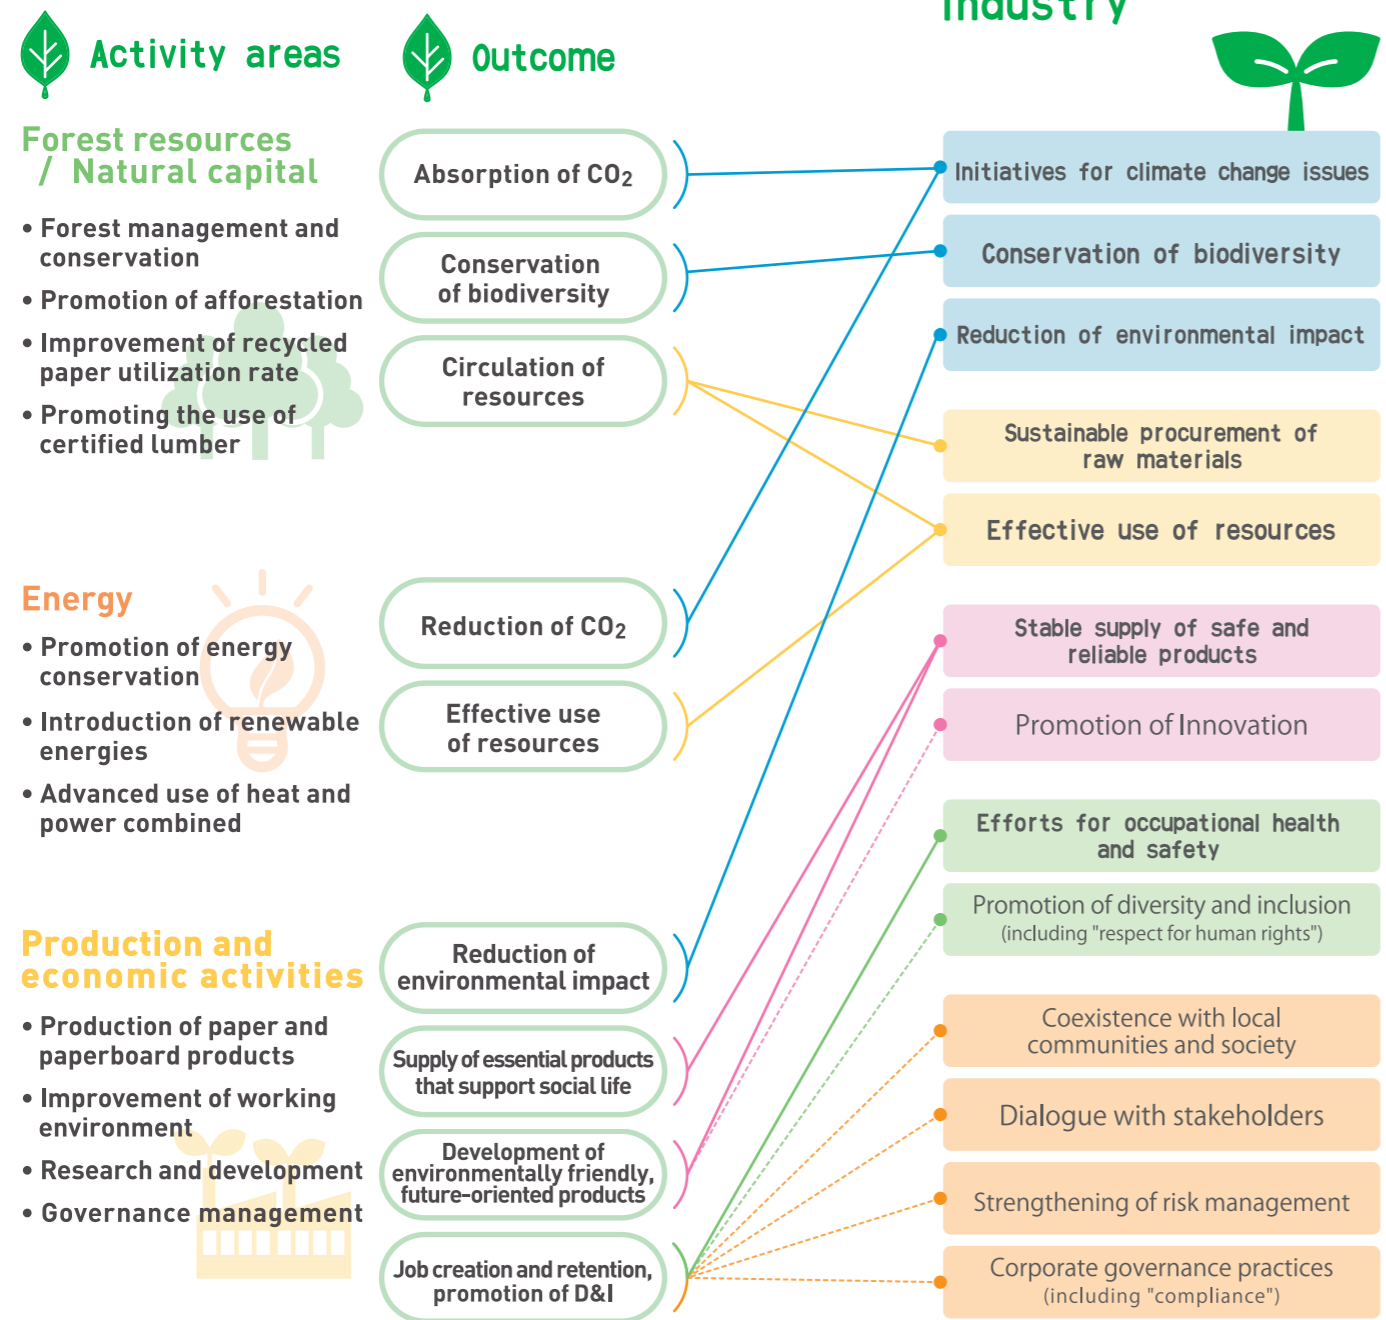 Industry
Activity areas
Outcome
Forest resources
/ Natural capital
• Forest management and
conservation
• Promotion of afforestation
• Improvement of recycled
paper utilization rate
• Promoting the use of
certified lumber
Energy
• Promotion of energy
conservation
• Introduction of renewable
energies
• Advanced use of heat and
power combined
Production and
economic activities
• Production of paper and
paperboard products
• Improvement of working
environment
• Research and development
• Governance management
Absorption of CO2
Conservation
of biodiversity
Circulation of
resources
Reduction of CO2
Effective use
of resources
Reduction of
environmental impact
Supply of essential products
that support social life
Development of
environmentally friendly,
future-oriented products
Job creation and retention,
promotion of D&I
Initiatives for climate change issues
Conservation of biodiversity
Reduction of environmental impact
Sustainable procurement of
raw materials
Effective use of resources
Stable supply of safe and
reliable products
Promotion of Innovation
Efforts for occupational health
and safety
Promotion of diversity and inclusion
(including "respect for human rights")
Coexistence with local
communities and society
Dialogue with stakeholders
Strengthening of risk management
Corporate governance practices
(including "compliance")